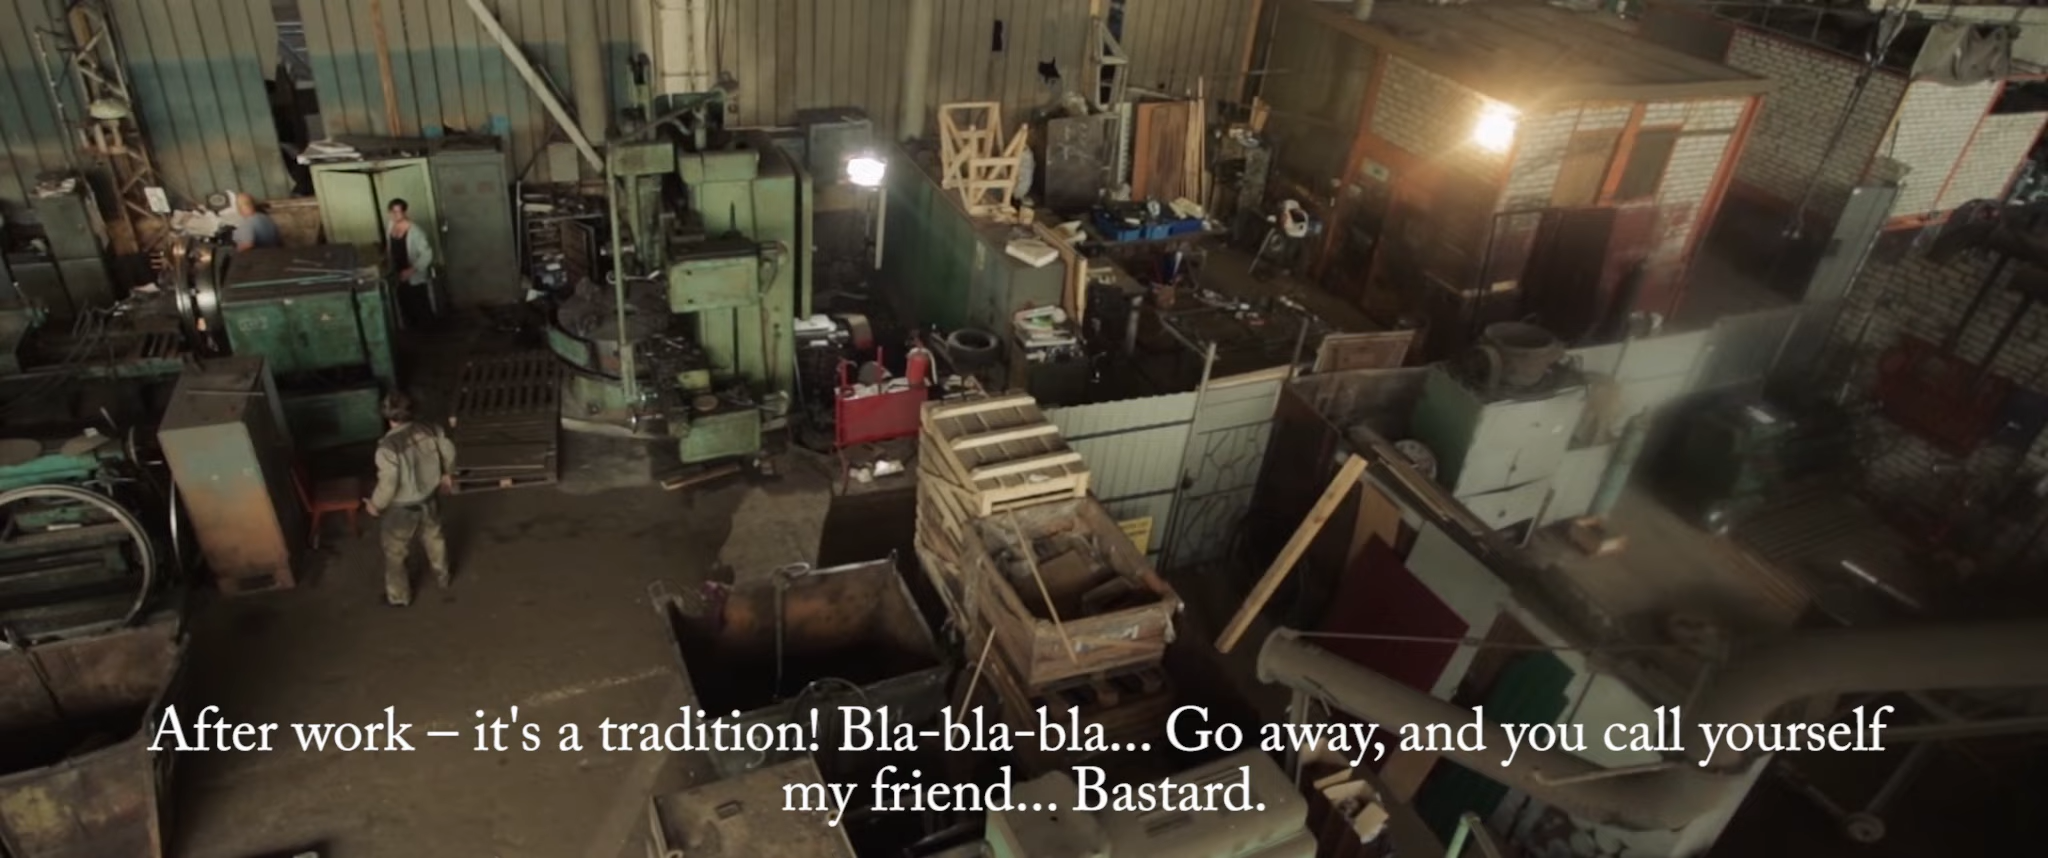 After work – it's a tradition! Bla-bla-bla... Go away, and you call yourself
my friend... Bastard.